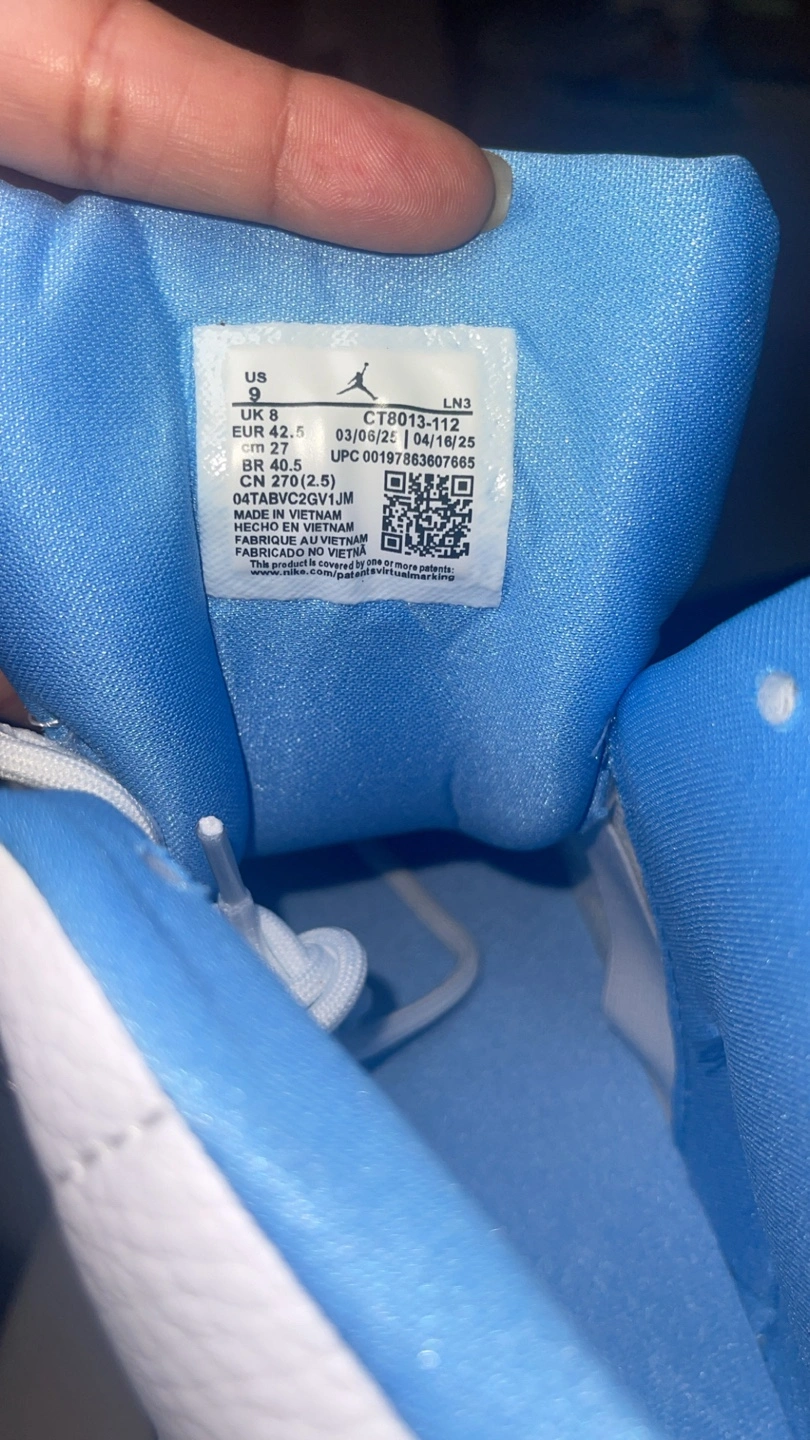 US
9
LN3
UK 8
CT8013-112
EUR 42.5
03/06/25 | 04/16/25
cm 27
UPC 00197863607665
BR 40.5
CN 270(2.5)
04TABVC2GV1JM
MADE IN VIETNAM
HECHO EN VIETNAM
FABRIQUE AU VIETNAM
FABRICADO NO VIETNÃ
This product is covered by one or more patents:
www.nike.com/patentsvirtualmarking